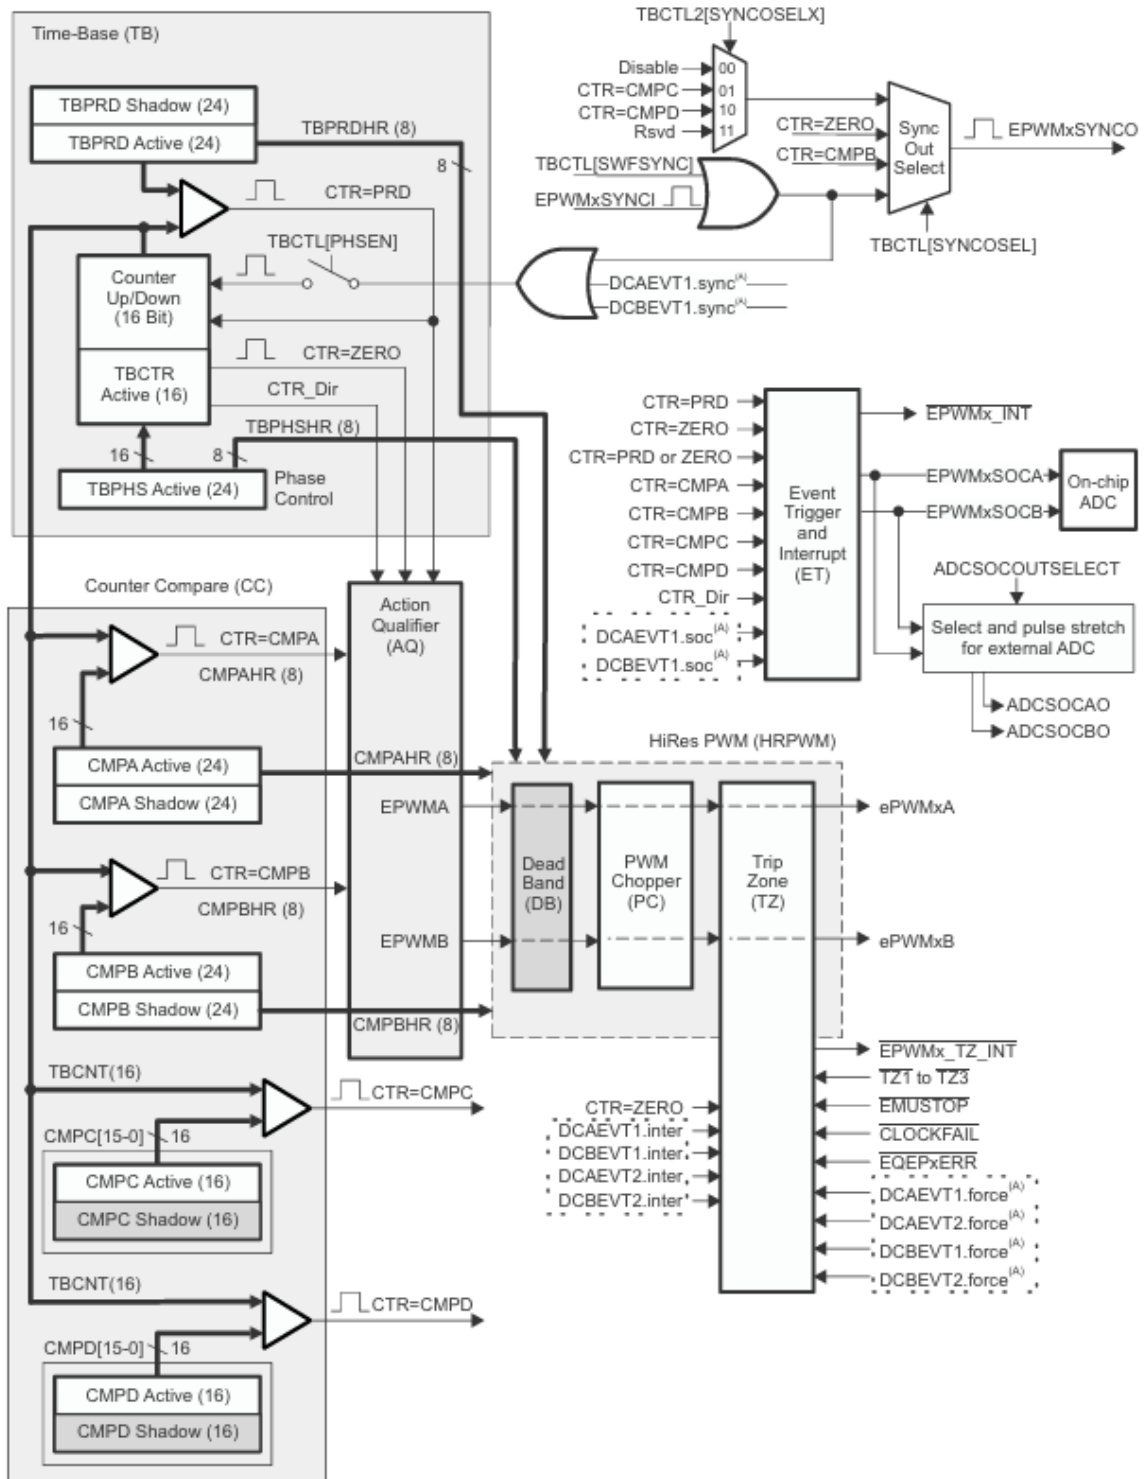 TBCTL2[SYNCOSELX]
Time-Base (TB)
Disable
00
CTR=CMPC
01
CTR=CMPD
10
Rsvd
11
TBPRD Shadow (24)
TBPRD Active (24)
TBPRDHR (8)
8
CTR=ZERO
CTR=CMPB
Sync
Out
Select
EPWMxSYNCO
TBCTL[SWFSYNC]
EPWMxSYNCI
TBCTL[SYNCOSEL]
CTR=PRD
TBCTL[PHSEN]
Counter
Up/Down
(16 Bit)
DCAEVT1.sync(A)
DCBEVT1.sync(A)
TBCTR
Active (16)
CTR=ZERO
CTR_Dir
TBPHSHR (8)
16
8
TBPHS Active (24)
Phase
Control
CTR=PRD
CTR=ZERO
CTR=PRD or ZERO
CTR=CMPA
CTR=CMPB
CTR=CMPC
CTR=CMPD
CTR_Dir
DCAEVT1.soc(A)
DCBEVT1.soc(A)
Event
Trigger
and
Interrupt
(ET)
EPWMx_INT
EPWMxSOCA
EPWMxSOCB
On-chip
ADC
ADCSOCOUTSELECT
Select and pulse stretch
for external ADC
ADCSOCAO
ADCSOCBO
Counter Compare (CC)
Action
Qualifier
(AQ)
CTR=CMPA
CMPAHR (8)
16
CMPA Active (24)
CMPA Shadow (24)
HiRes PWM (HRPWM)
CMPAHR (8)
EPWMA
ePWMxA
CTR=CMPB
CMPBHR (8)
16
Dead
Band
(DB)
PWM
Chopper
(PC)
Trip
Zone
(TZ)
EPWMB
ePWMxB
CMPB Active (24)
CMPB Shadow (24)
CMPBHR (8)
TBCNT(16)
CTR=CMPC
CMPC[15-0]
16
CMPC Active (16)
CMPC Shadow (16)
CTR=ZERO
DCAEVT1.inter
DCBEVT1.inter
DCAEVT2.inter
DCBEVT2.inter
EPWMx_TZ_INT
TZ1 to TZ3
EMUSTOP
CLOCKFAIL
EQEPxERR
DCAEVT1.force(A)
DCAEVT2.force(A)
DCBEVT1.force(A)
DCBEVT2.force(A)
TBCNT(16)
CTR=CMPD
CMPD[15-0]
16
CMPD Active (16)
CMPD Shadow (16)